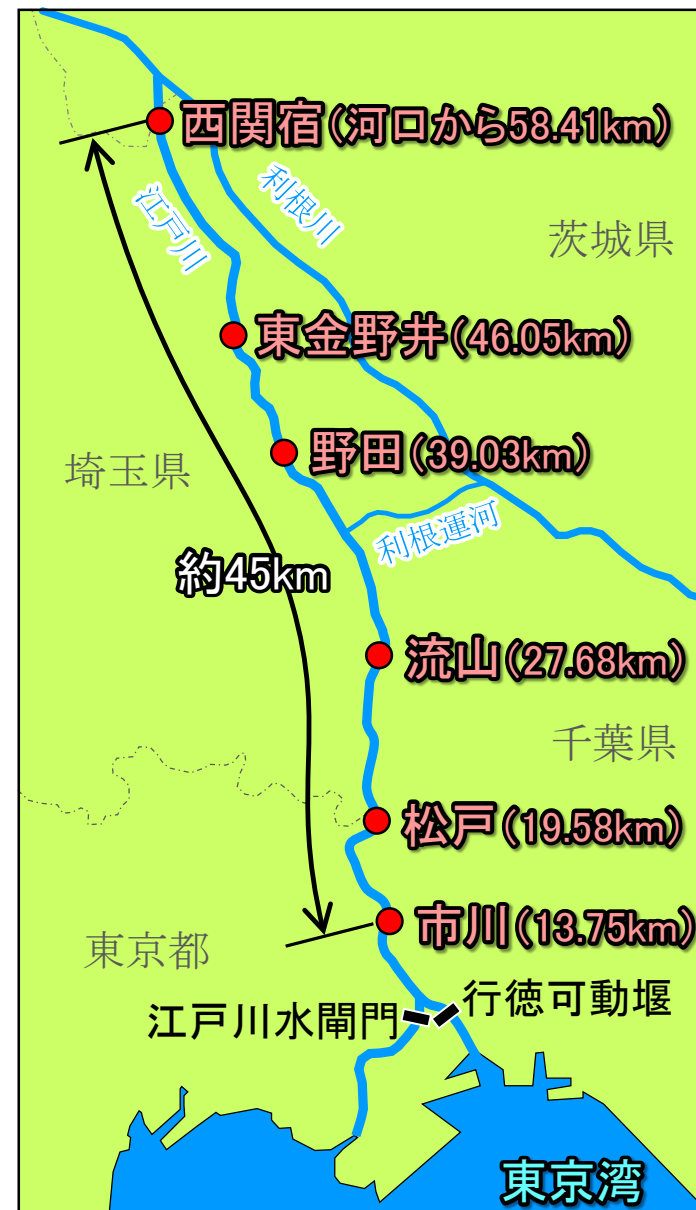 西関宿(河口から58.41km)
利根川
江戸川
茨城県
東金野井(46.05km)
野田(39.03km)
埼玉県
利根運河
約45km
流山(27.68km)
千葉県
松戸(19.58km)
市川(13.75km)
東京都
行徳可動堰
江戸川水閘門
東京湾